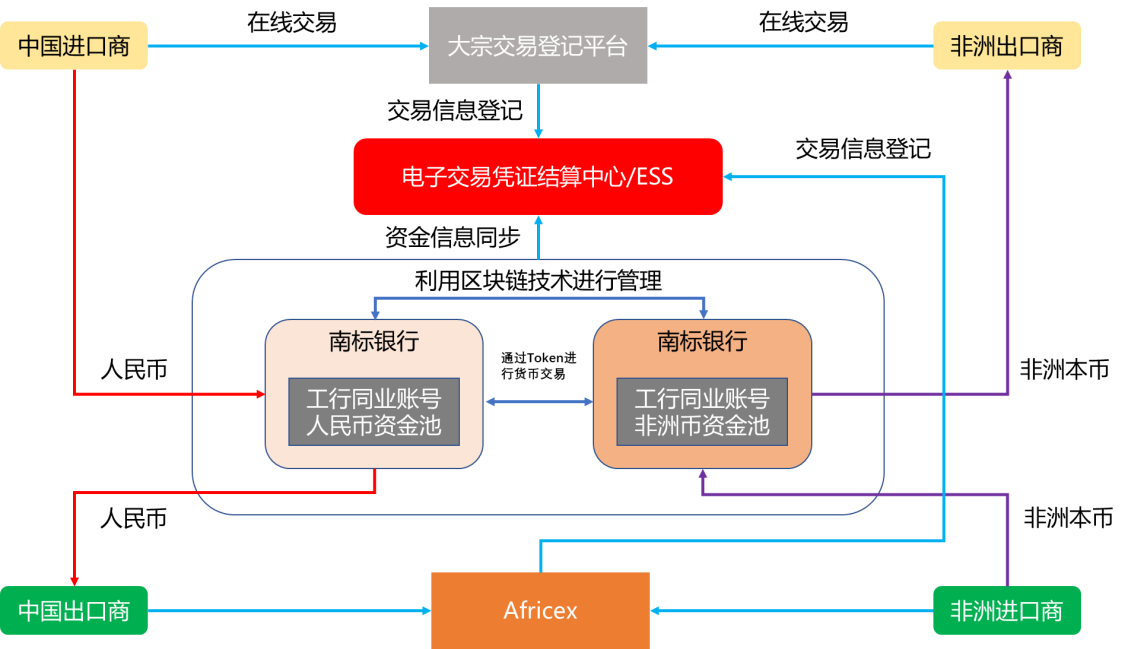 在线交易
在线交易
中国进口商
大宗交易登记平台
非洲出口商
交易信息登记
交易信息登记
电子交易凭证结算中心/ESS
资金信息同步
利用区块链技术进行管理
南标银行
南标银行
通过Token进
行货币交易
人民币
非洲本币
工行同业账号
人民币资金池
工行同业账号
非洲币资金池
人民币
非洲本币
中国出口商
Africex
非洲进口商